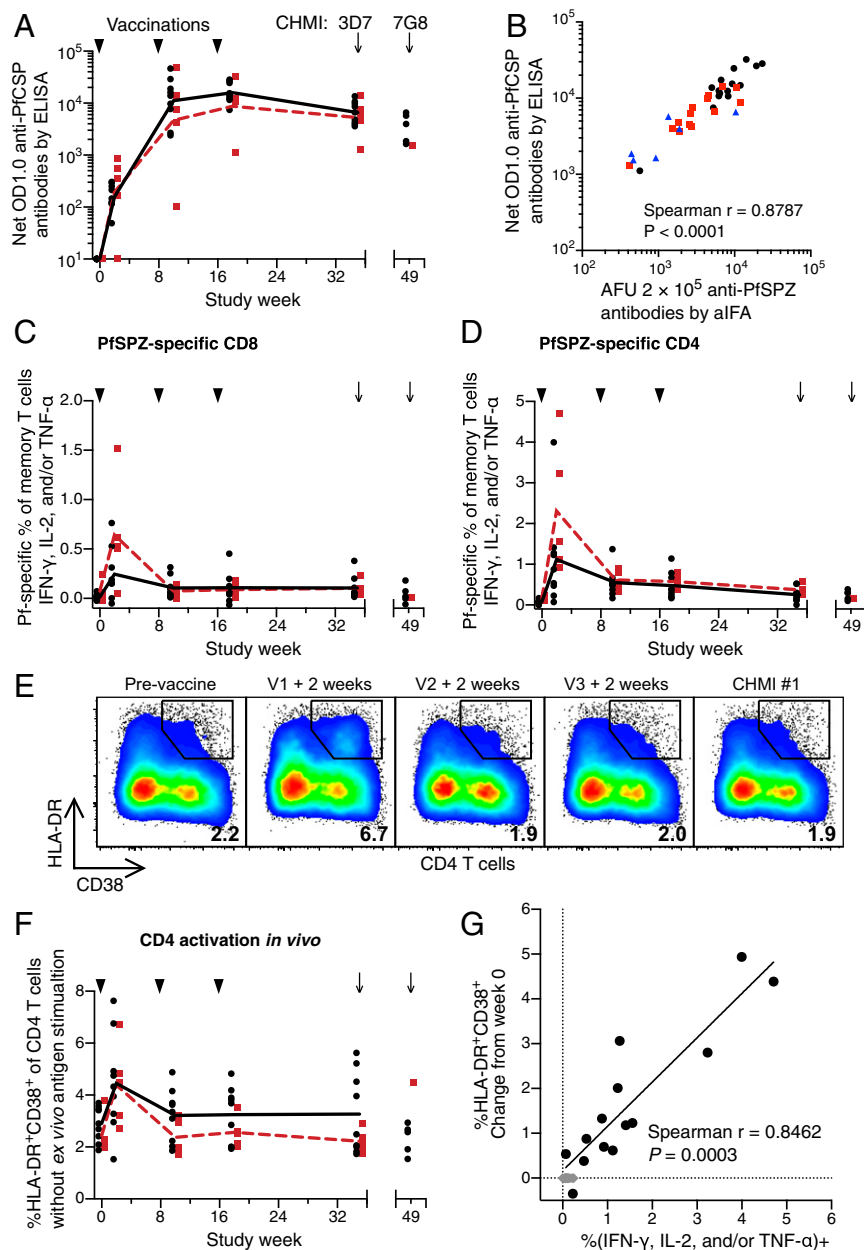 A
Vaccinations
CHMI: 3D7 7G8
Net OD1.0 anti-PfCSP
antibodies by ELISA
10^5
10^4
10^3
10^2
10^1
0 8 16 24 32 49
Study week
B
Net OD1.0 anti-PfCSP
antibodies by ELISA
10^5
10^4
10^3
10^2
Spearman r = 0.8787
P < 0.0001
10^2 10^3 10^4 10^5
AFU 2 × 10^5 anti-PfSPZ
antibodies by aIFA
C
PfSPZ-specific CD8
Pf-specific % of memory T cells
IFN-γ, IL-2, and/or TNF-α
2.0
1.5
1.0
0.5
0.0
0 8 16 24 32 49
Study week
D
PfSPZ-specific CD4
Pf-specific % of memory T cells
IFN-γ, IL-2, and/or TNF-α
5
4
3
2
1
0
0 8 16 24 32 49
Study week
E
Pre-vaccine V1 + 2 weeks V2 + 2 weeks V3 + 2 weeks CHMI #1
2.2 6.7 1.9 2.0 1.9
HLA-DR
CD38
CD4 T cells
F
CD4 activation in vivo
%HLA-DR+CD38+ of CD4 T cells
without ex vivo antigen stimualtion
8
6
4
2
0
0 8 16 24 32 49
Study week
G
%HLA-DR+CD38+
Change from week 0
6
5
4
3
2
1
0
Spearman r = 0.8462
P = 0.0003
0 1 2 3 4 5 6
%(IFN-γ, IL-2, and/or TNF-α)+